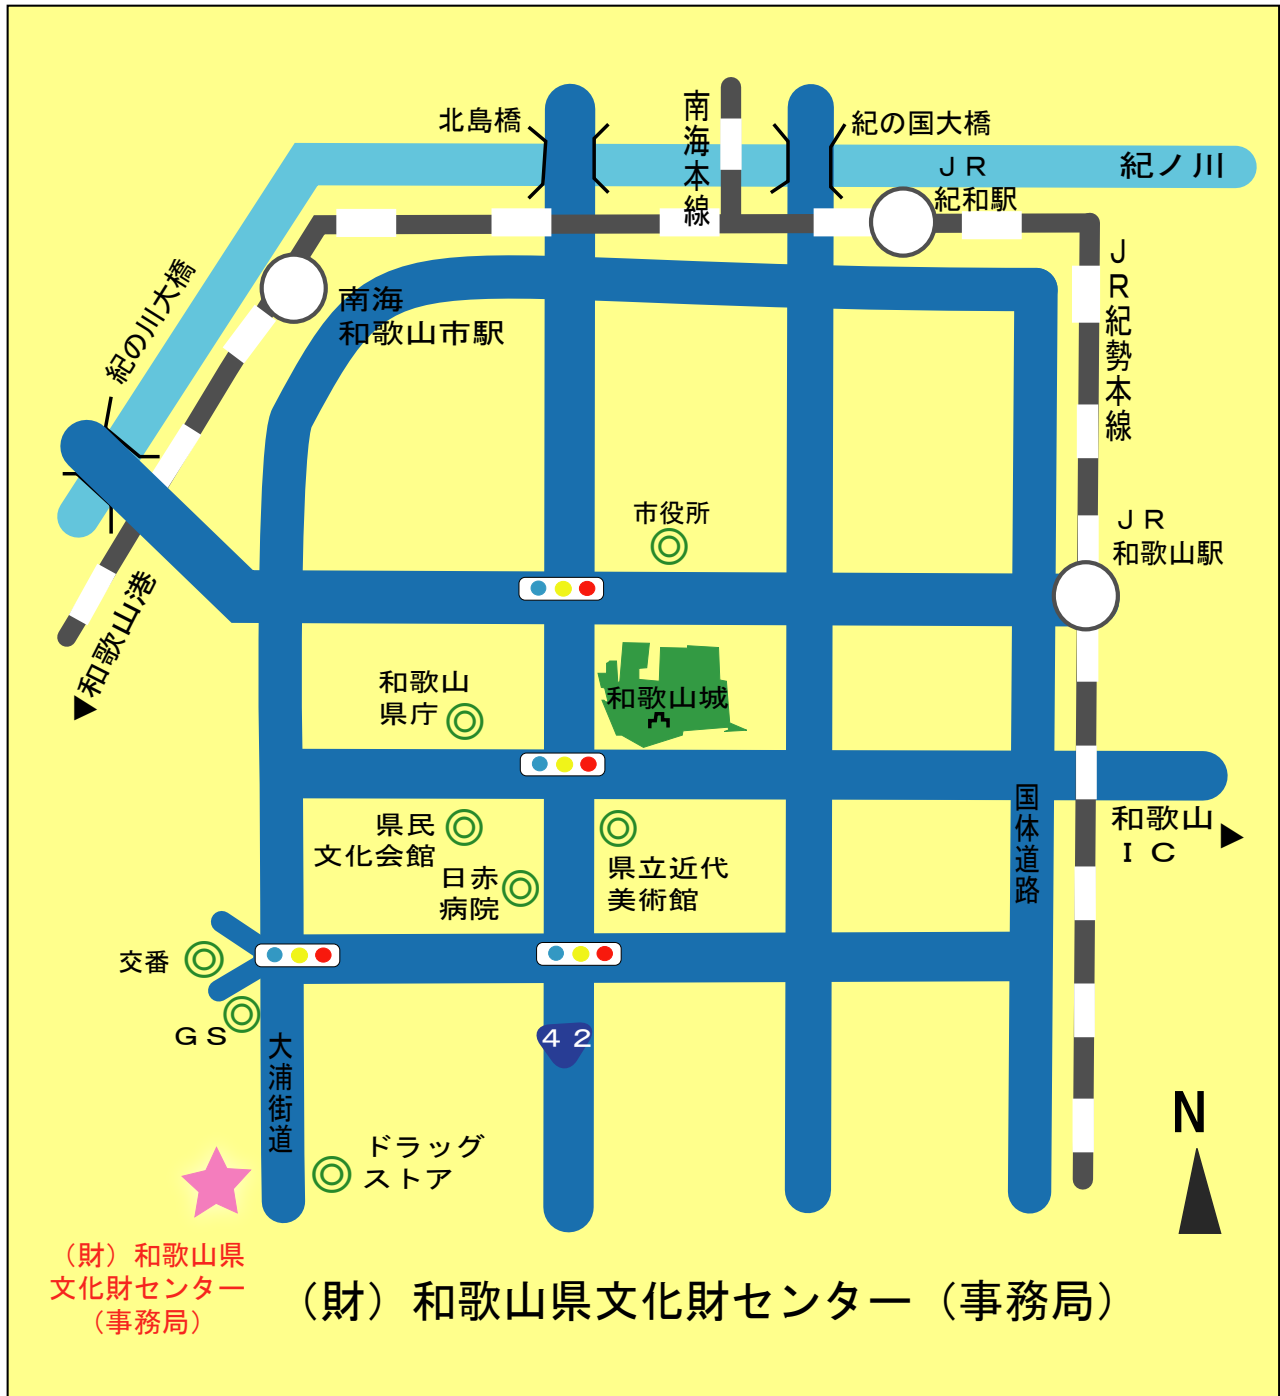 北島橋
南海本線
紀の国大橋
ＪＲ
紀和駅
紀ノ川
紀の川大橋
南海
和歌山市駅
ＪＲ紀勢本線
市役所
ＪＲ
和歌山駅
▼和歌山港
和歌山
県庁
和歌山城
国体道路
和歌山
ＩＣ
県民
文化会館
日赤
病院
県立近代
美術館
交番
ＧＳ
大浦街道
４２
ドラッグ
ストア
N
（財）和歌山県
文化財センター
（事務局）
（財）和歌山県文化財センター（事務局）